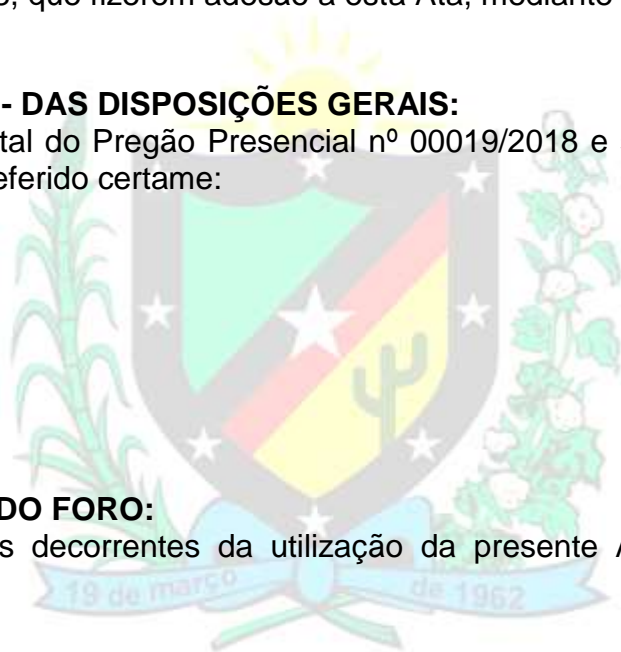 o, que fizerem adesão a esta Ata, mediante
- DAS DISPOSIÇÕES GERAIS:
tal do Pregão Presencial nº 00019/2018 e
eferido certame:
DO FORO:
s decorrentes da utilização da presente A
19 de março de 1962